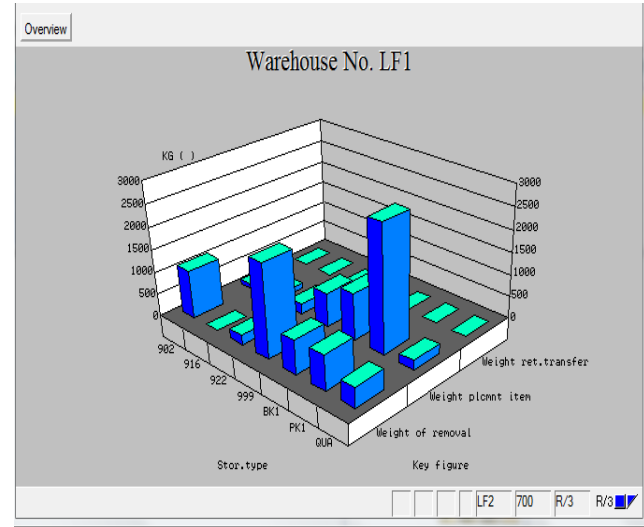 Overview
Warehouse No. LF1
KG ( )
3000
2500
2000
1500
1000
500
0
3000
2500
2000
1500
1000
500
0
902
916
922
999
BK1
PK1
QUA
Weight ret.transfer
Weight plcmnt item
Weight of removal
Stor.type
Key figure
LF2 700 R/3 R/3